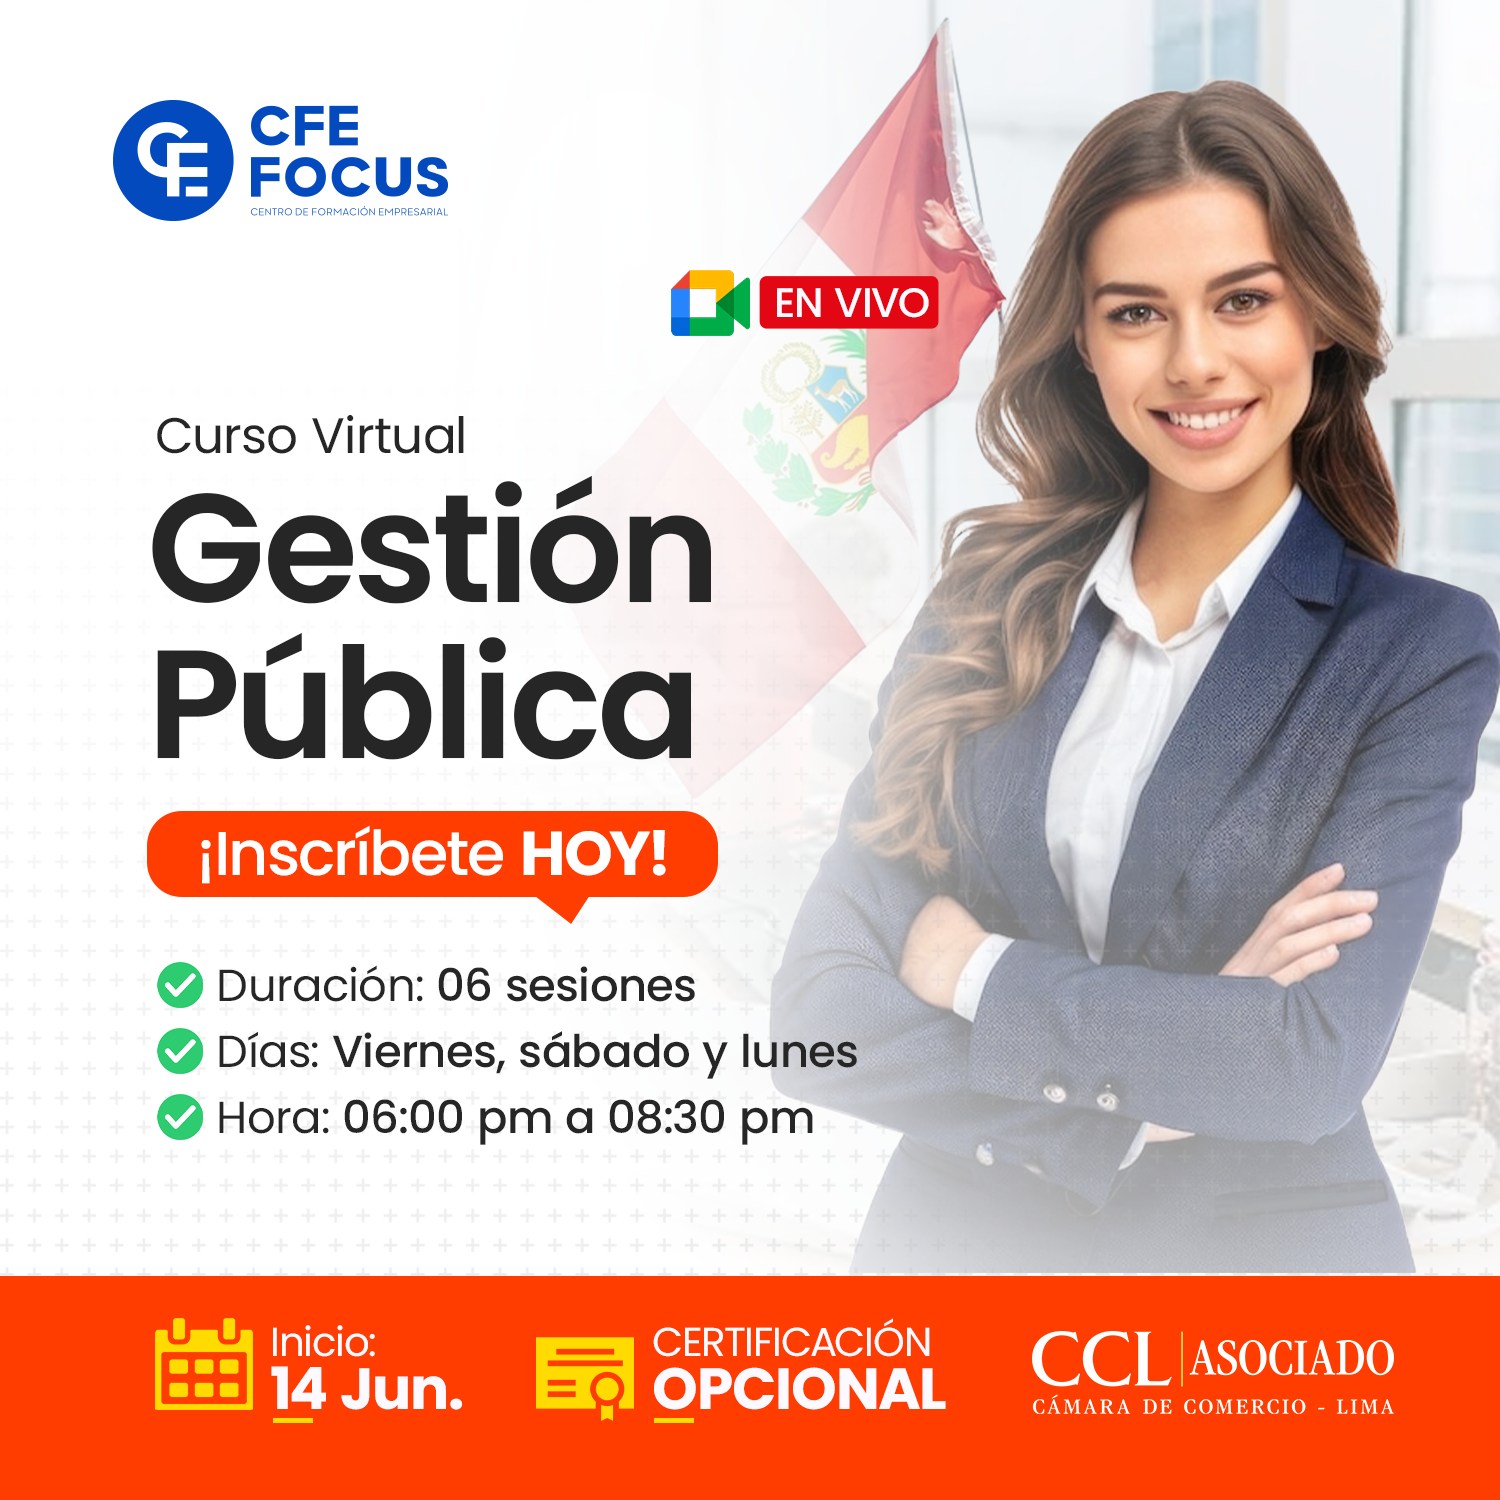 CFE
FOCUS
CENTRO DE FORMACIÓN EMPRESARIAL
EN VIVO
Curso Virtual
Gestión
Pública
¡Inscríbete HOY!
Duración: 06 sesiones
Días: Viernes, sábado y lunes
Hora: 06:00 pm a 08:30 pm
Inicio:
14 Jun.
CERTIFICACIÓN
OPCIONAL
CCL ASOCIADO
CÁMARA DE COMERCIO - LIMA